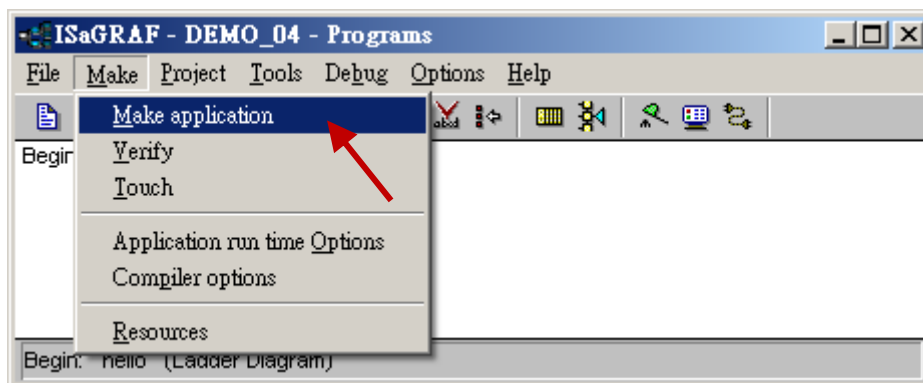 ISaGRAF - DEMO_04 - Programs
File Make Project Tools Debug Options Help
Make application
Verify
Touch
Application run time Options
Compiler options
Resources
Begin: hello (Ladder Diagram)